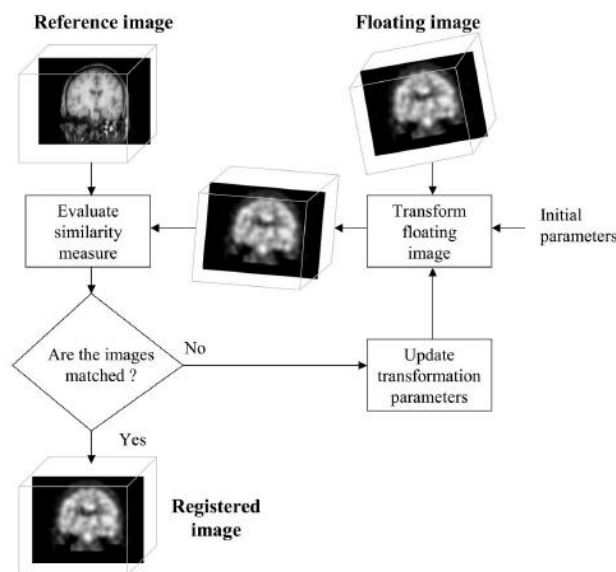 Reference image
Floating image
Evaluate
similarity
measure
Transform
floating
image
Initial
parameters
Are the images
matched ?
No
Update
transformation
parameters
Yes
Registered
image